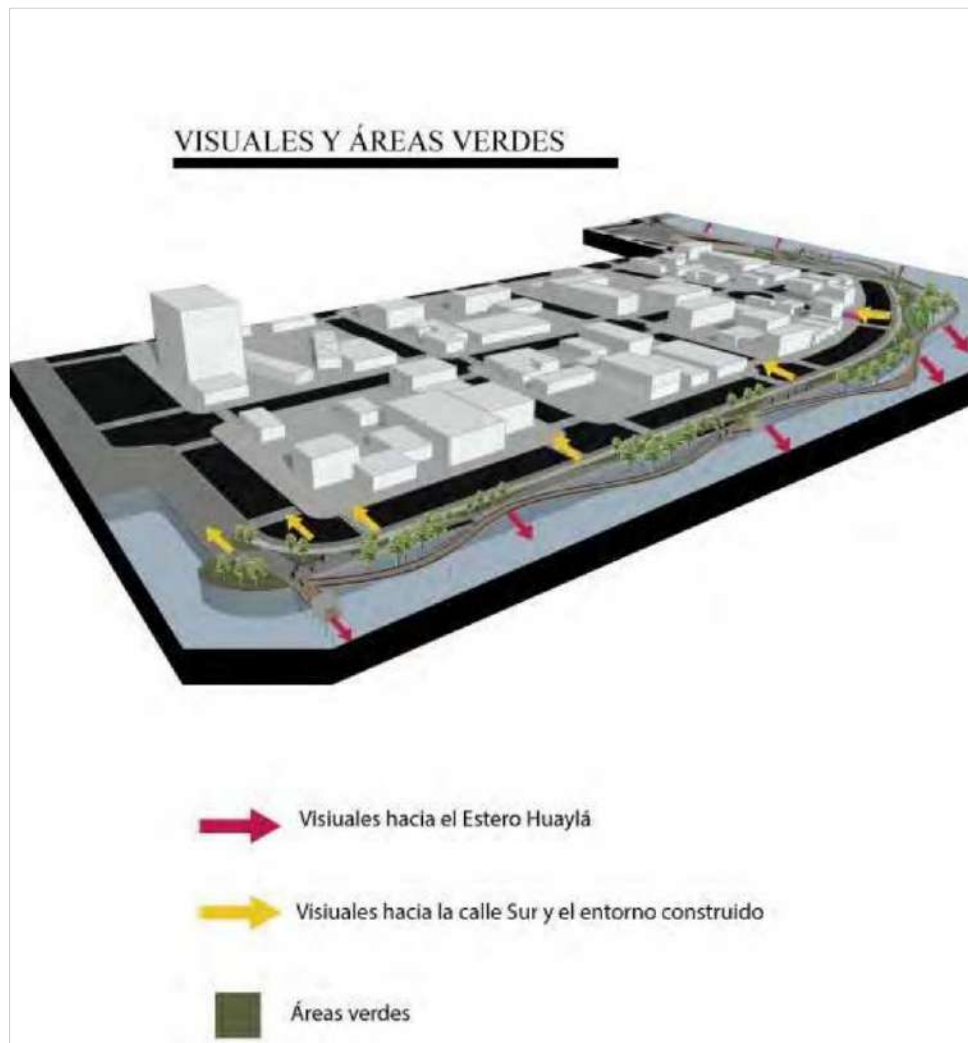 VISUALES Y ÁREAS VERDES
Visiuales hacia el Estero Huaylá
Visiuales hacia la calle Sur y el entorno construido
Áreas verdes